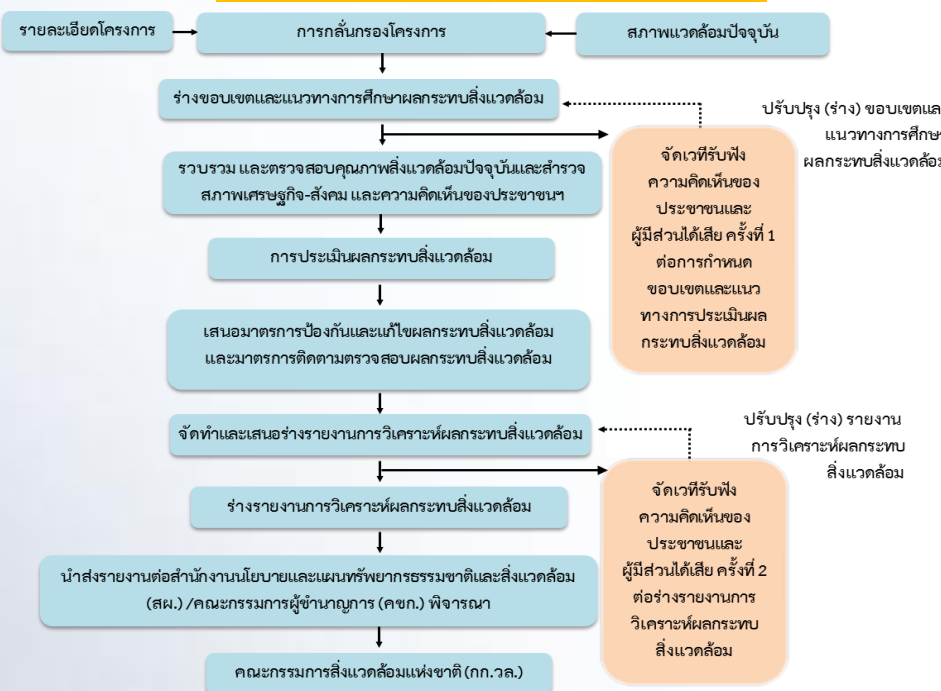 รายละเอียดโครงการ
การกลั่นกรองโครงการ
สภาพแวดล้อมปัจจุบัน
ร่างขอบเขตและแนวทางการศึกษาผลกระทบสิ่งแวดล้อม
ปรับปรุง (ร่าง) ขอบเขตและ
แนวทางการศึกษา
ผลกระทบสิ่งแวดล้อม
รวบรวม และตรวจสอบคุณภาพสิ่งแวดล้อมปัจจุบันและสำรวจ
สภาพเศรษฐกิจ-สังคม และความคิดเห็นของประชาชนฯ
จัดเวทีรับฟัง
ความคิดเห็นของ
ประชาชนและ
ผู้มีส่วนได้เสีย ครั้งที่ 1
ต่อการกำหนด
ขอบเขตและแนว
ทางการประเมินผล
กระทบสิ่งแวดล้อม
การประเมินผลกระทบสิ่งแวดล้อม
เสนอมาตรการป้องกันและแก้ไขผลกระทบสิ่งแวดล้อม
และมาตรการติดตามตรวจสอบผลกระทบสิ่งแวดล้อม
จัดทำและเสนอร่างรายงานการวิเคราะห์ผลกระทบสิ่งแวดล้อม
ปรับปรุง (ร่าง) รายงาน
การวิเคราะห์ผลกระทบ
สิ่งแวดล้อม
ร่างรายงานการวิเคราะห์ผลกระทบสิ่งแวดล้อม
จัดเวทีรับฟัง
ความคิดเห็นของ
ประชาชนและ
ผู้มีส่วนได้เสีย ครั้งที่ 2
ต่อร่างรายงานการ
วิเคราะห์ผลกระทบ
สิ่งแวดล้อม
นำส่งรายงานต่อสำนักงานนโยบายและแผนทรัพยากรธรรมชาติและสิ่งแวดล้อม
(สผ.) /คณะกรรมการผู้ชำนาญการ (คชก.) พิจารณา
คณะกรรมการสิ่งแวดล้อมแห่งชาติ (กก.วล.)